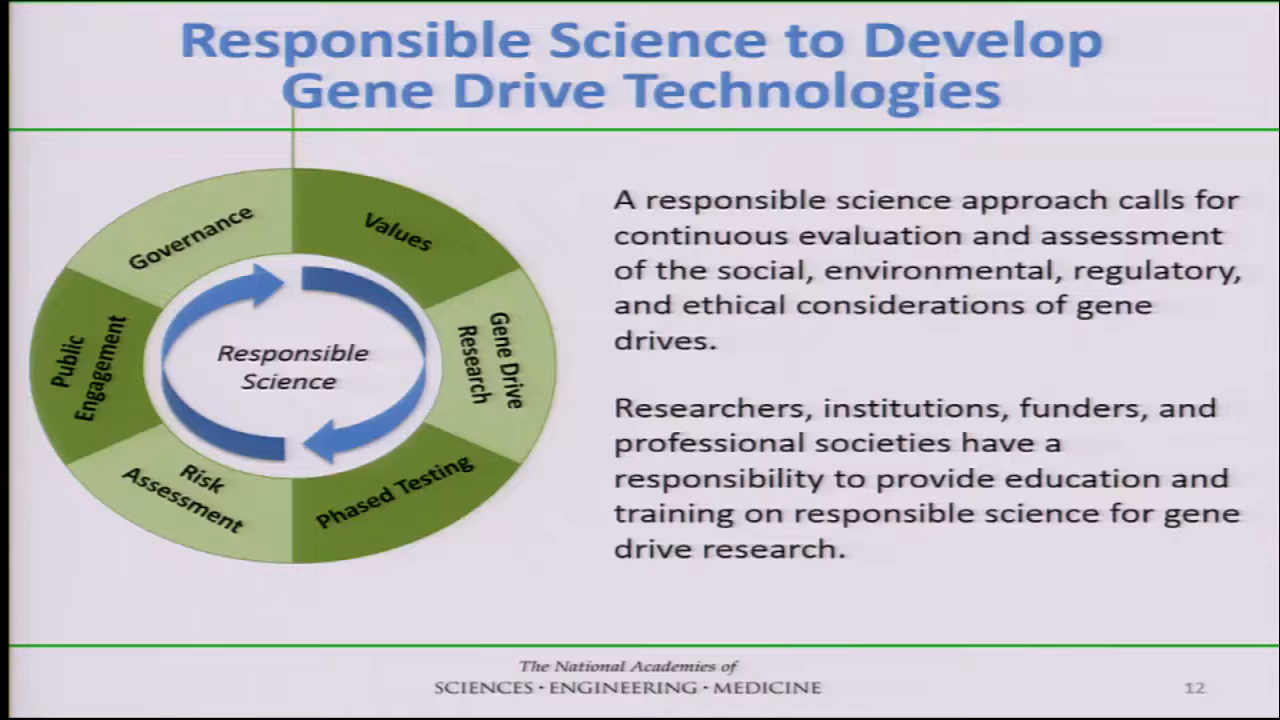 Responsible Science to Develop
Gene Drive Technologies
Governance
Values
Gene Drive
Research
Phased Testing
Risk
Assessment
Public
Engagement
Responsible
Science
A responsible science approach calls for
continuous evaluation and assessment
of the social, environmental, regulatory,
and ethical considerations of gene
drives.
Researchers, institutions, funders, and
professional societies have a
responsibility to provide education and
training on responsible science for gene
drive research.
The National Academies of
SCIENCES · ENGINEERING · MEDICINE
12